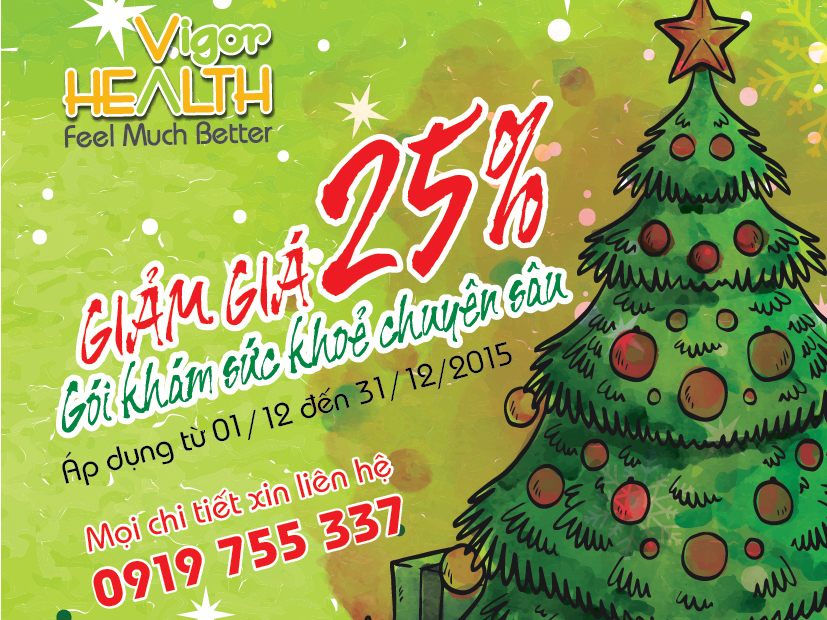 Vigor
HEALTH
Feel Much Better
GIẢM GIÁ 25%
Gói khám sức khoẻ chuyên sâu
Áp dụng từ 01/12 đến 31/12/2015
Mọi chi tiết xin liên hệ
0919 755 337